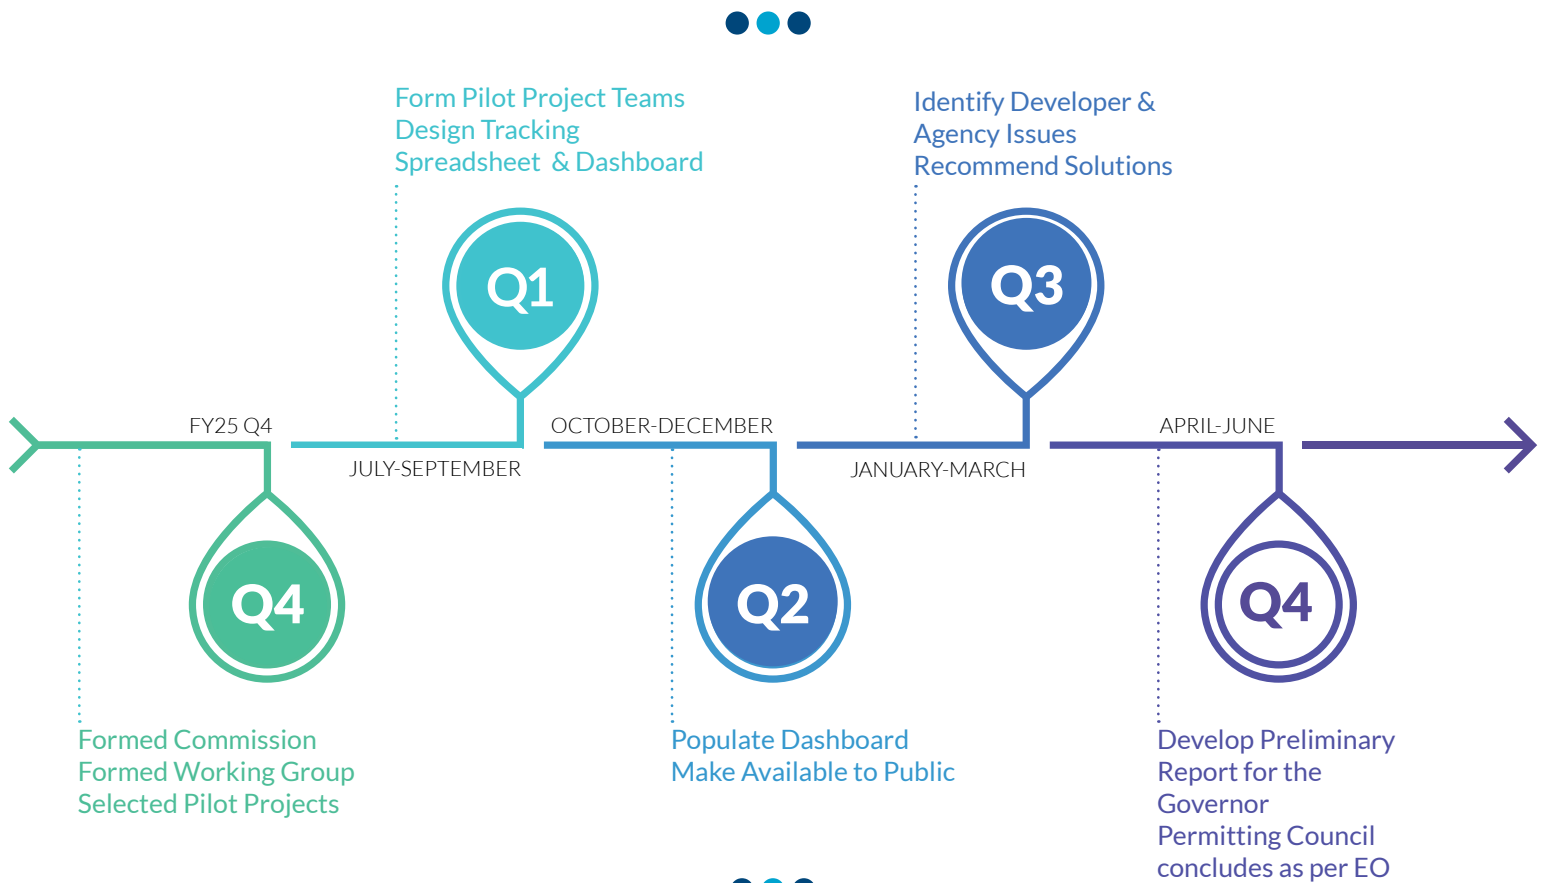 Form Pilot Project Teams
Design Tracking
Spreadsheet & Dashboard
Identify Developer &
Agency Issues
Recommend Solutions
Q1
Q3
FY25 Q4
JULY-SEPTEMBER
OCTOBER-DECEMBER
JANUARY-MARCH
APRIL-JUNE
Q4
Q2
Q4
Formed Commission
Formed Working Group
Selected Pilot Projects
Populate Dashboard
Make Available to Public
Develop Preliminary
Report for the
Governor
Permitting Council
concludes as per EO